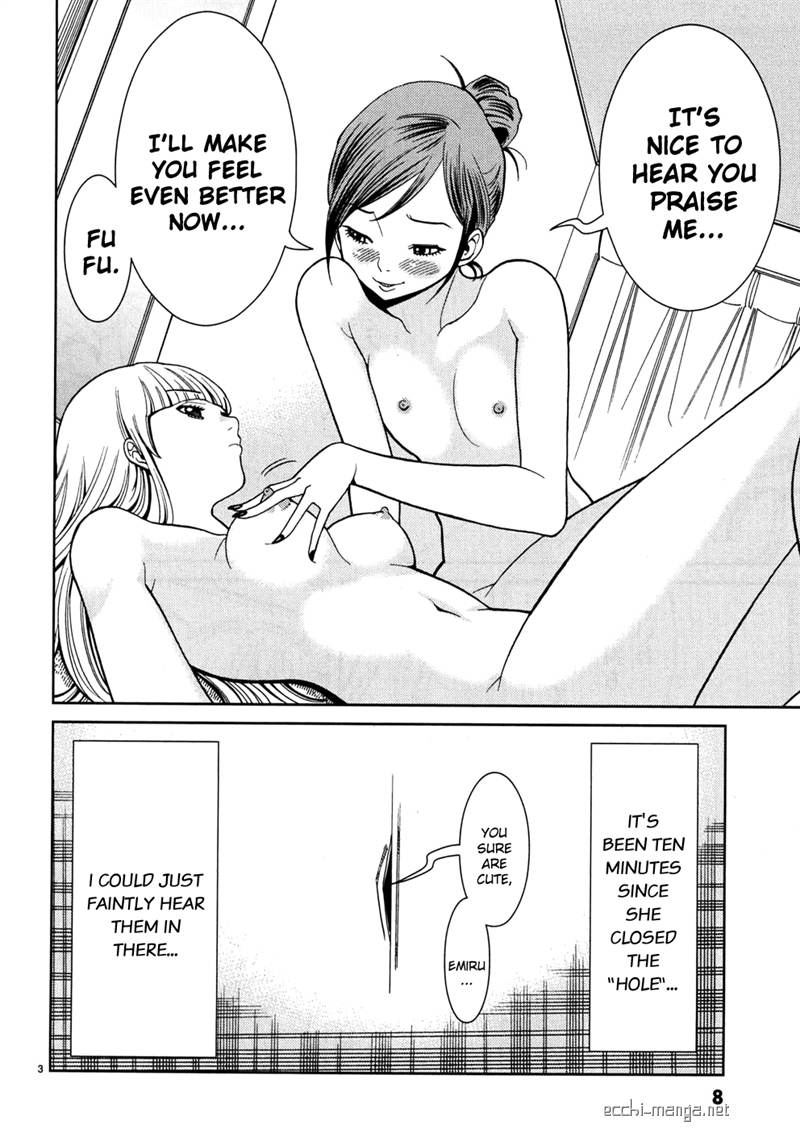 IT'S
NICE TO
HEAR YOU
PRAISE
ME...
I'LL MAKE
YOU FEEL
EVEN BETTER
NOW...
FU
FU.
IT'S
BEEN TEN
MINUTES
SINCE
SHE
CLOSED
THE
"HOLE"...
YOU
SURE
ARE
CUTE,
EMIRU
...
I COULD JUST
FAINTLY HEAR
THEM IN
THERE...
3
8
ecchi-manga.net